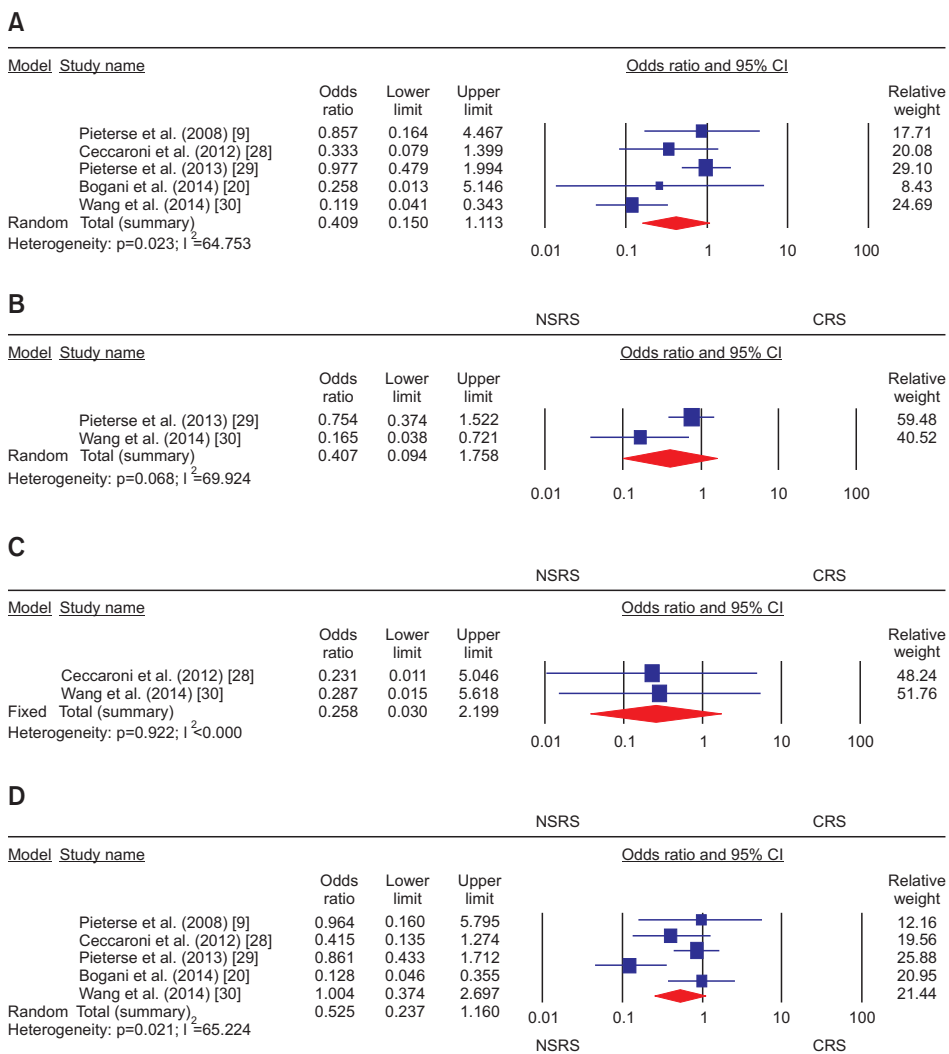 A
Model Study name Odds ratio and 95% CI
Odds Lower Upper Relative
ratio limit limit weight
Pieterse et al. (2008) [9] 0.857 0.164 4.467 17.71
Ceccaroni et al. (2012) [28] 0.333 0.079 1.399 20.08
Pieterse et al. (2013) [29] 0.977 0.479 1.994 29.10
Bogani et al. (2014) [20] 0.258 0.013 5.146 8.43
Wang et al. (2014) [30] 0.119 0.041 0.343 24.69
Random Total (summary) 0.409 0.150 1.113
Heterogeneity: p=0.023; I²=64.753
0.01 0.1 1 10 100
B
NSRS CRS
Model Study name Odds ratio and 95% CI
Odds Lower Upper Relative
ratio limit limit weight
Pieterse et al. (2013) [29] 0.754 0.374 1.522 59.48
Wang et al. (2014) [30] 0.165 0.038 0.721 40.52
Random Total (summary) 0.407 0.094 1.758
Heterogeneity: p=0.068; I²=69.924
0.01 0.1 1 10 100
C
NSRS CRS
Model Study name Odds ratio and 95% CI
Odds Lower Upper Relative
ratio limit limit weight
Ceccaroni et al. (2012) [28] 0.231 0.011 5.046 48.24
Wang et al. (2014) [30] 0.287 0.015 5.618 51.76
Fixed Total (summary) 0.258 0.030 2.199
Heterogeneity: p=0.922; I²<0.000
0.01 0.1 1 10 100
D
NSRS CRS
Model Study name Odds ratio and 95% CI
Odds Lower Upper Relative
ratio limit limit weight
Pieterse et al. (2008) [9] 0.964 0.160 5.795 12.16
Ceccaroni et al. (2012) [28] 0.415 0.135 1.274 19.56
Pieterse et al. (2013) [29] 0.861 0.433 1.712 25.88
Bogani et al. (2014) [20] 0.128 0.046 0.355 20.95
Wang et al. (2014) [30] 1.004 0.374 2.697 21.44
Random Total (summary) 0.525 0.237 1.160
Heterogeneity: p=0.021; I²=65.224
0.01 0.1 1 10 100
NSRS CRS